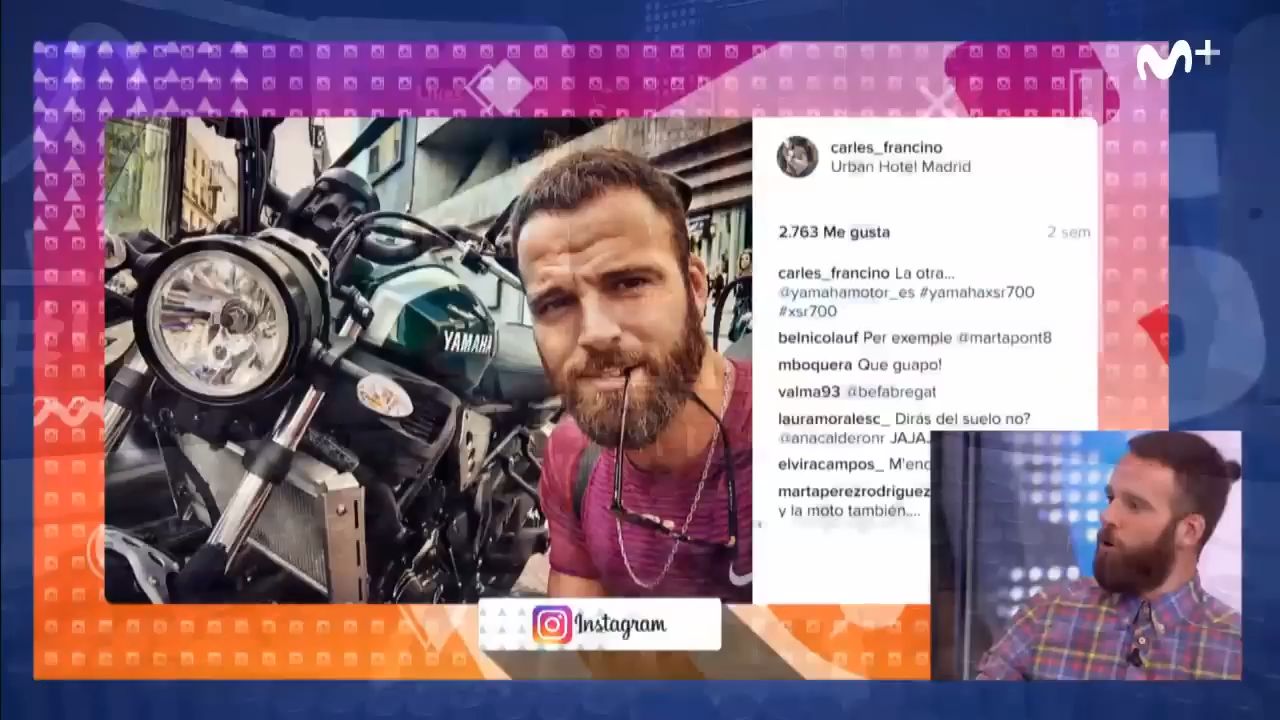 M+
carles_francino
Urban Hotel Madrid
2.763 Me gusta
2 sem
carles_francino La otra...
@yamahamotor_es #yamahaxsr700
#xsr700
belnicolauf Per exemple @martapont8
mboquera Que guapo!
valma93 @befabregat
lauramoralesc_ Dirás del suelo no?
@anacalderonr JAJA.
elviracampos_ M'enc
martaperezrodriguez
y la moto también....
YAMAHA
Instagram